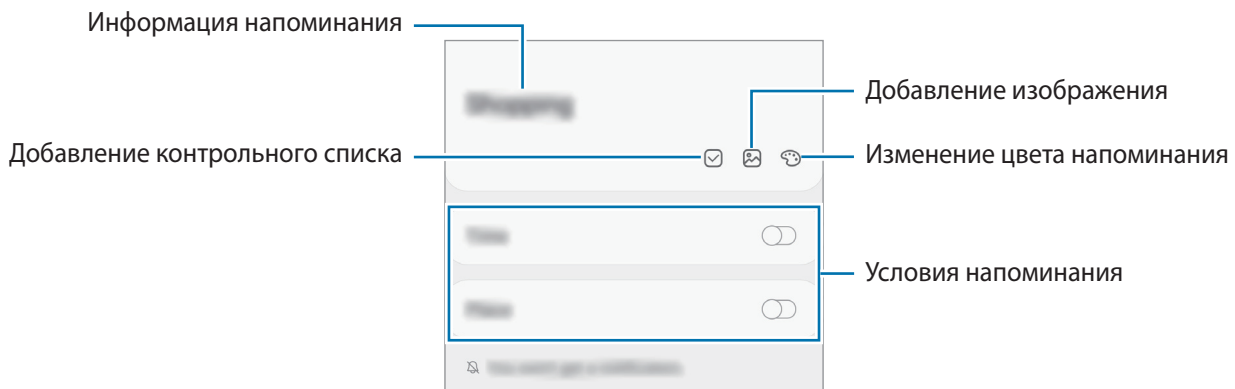 Информация напоминания
Добавление изображения
Добавление контрольного списка
Изменение цвета напоминания
Условия напоминания